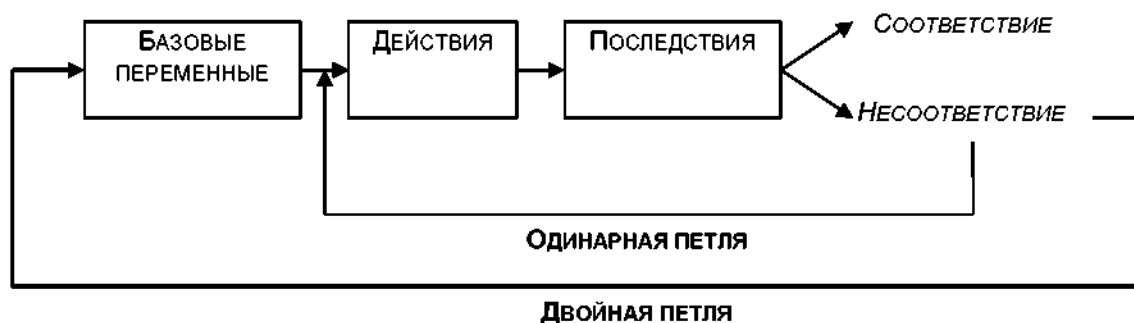 СООТВЕТСТВИЕ
БАЗОВЫЕ
ПЕРЕМЕННЫЕ
ДЕЙСТВИЯ
ПОСЛЕДСТВИЯ
НЕСООТВЕТСТВИЕ
ОДИНАРНАЯ ПЕТЛЯ
ДВОЙНАЯ ПЕТЛЯ